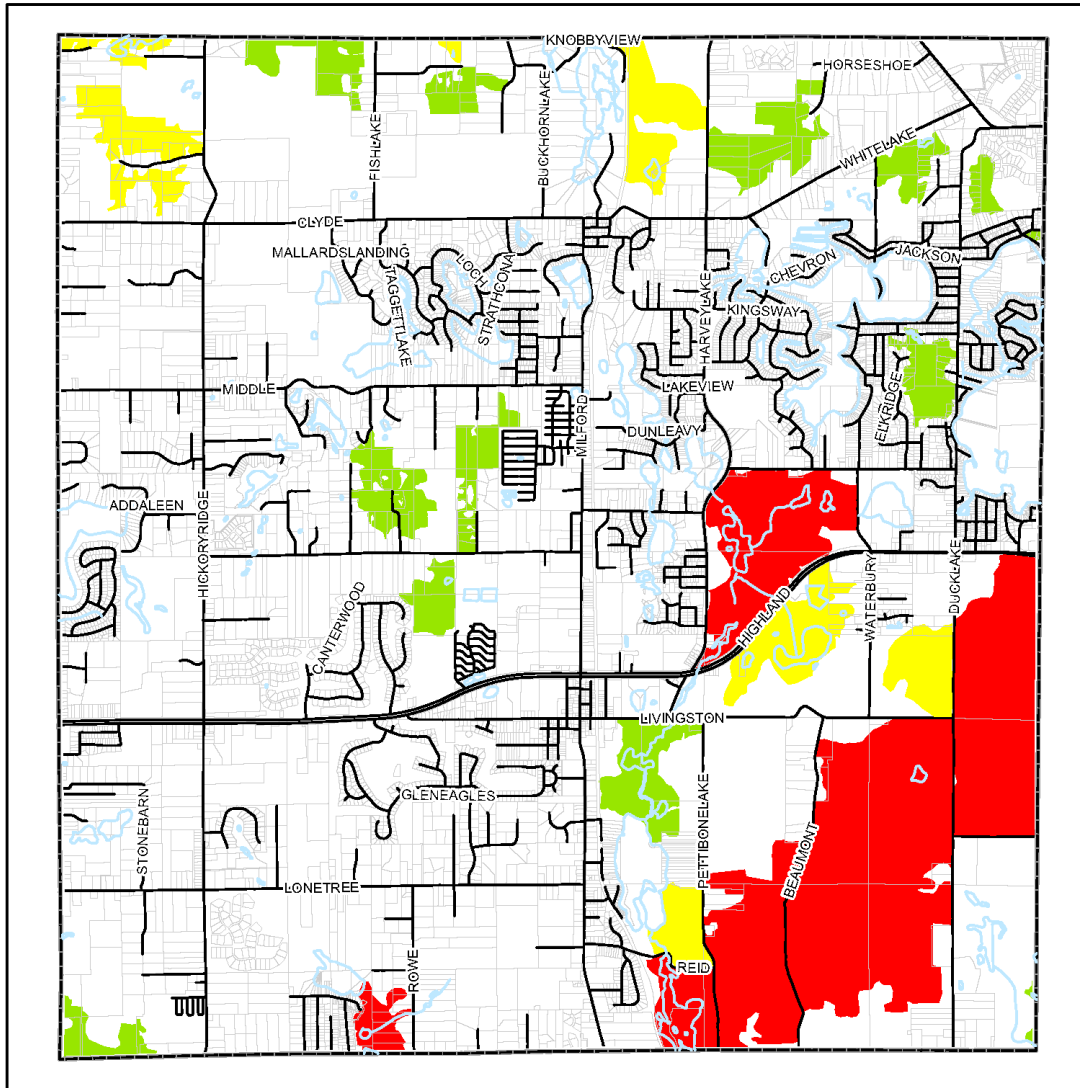 KNOBBYVIEW
HORSESHOE
FISHLAKE
BUCKHORNLAKE
WHITELAKE
CLYDE
MALLARDSLANDING
TAGGETTLAKE
LOCH
STRATHCONA
CHEVRON
JACKSON
HARVEYLAKE
KINGSWAY
MIDDLE
LAKEVIEW
ELKRIDGE
MILFORD
DUNLEAVY
ADDALEEN
HICKORYRIDGE
CANTERWOOD
HIGHLAND
WATERBURY
DUCKLAKE
LIVINGSTON
STONEBARN
GLENEAGLES
PETTIBONELAKE
BEAUMONT
LONETREE
ROWE
REID